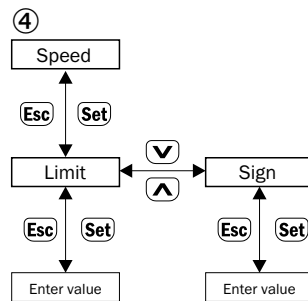 ④
Speed
Esc Set
Limit Sign
Esc Set Esc Set
Enter value Enter value